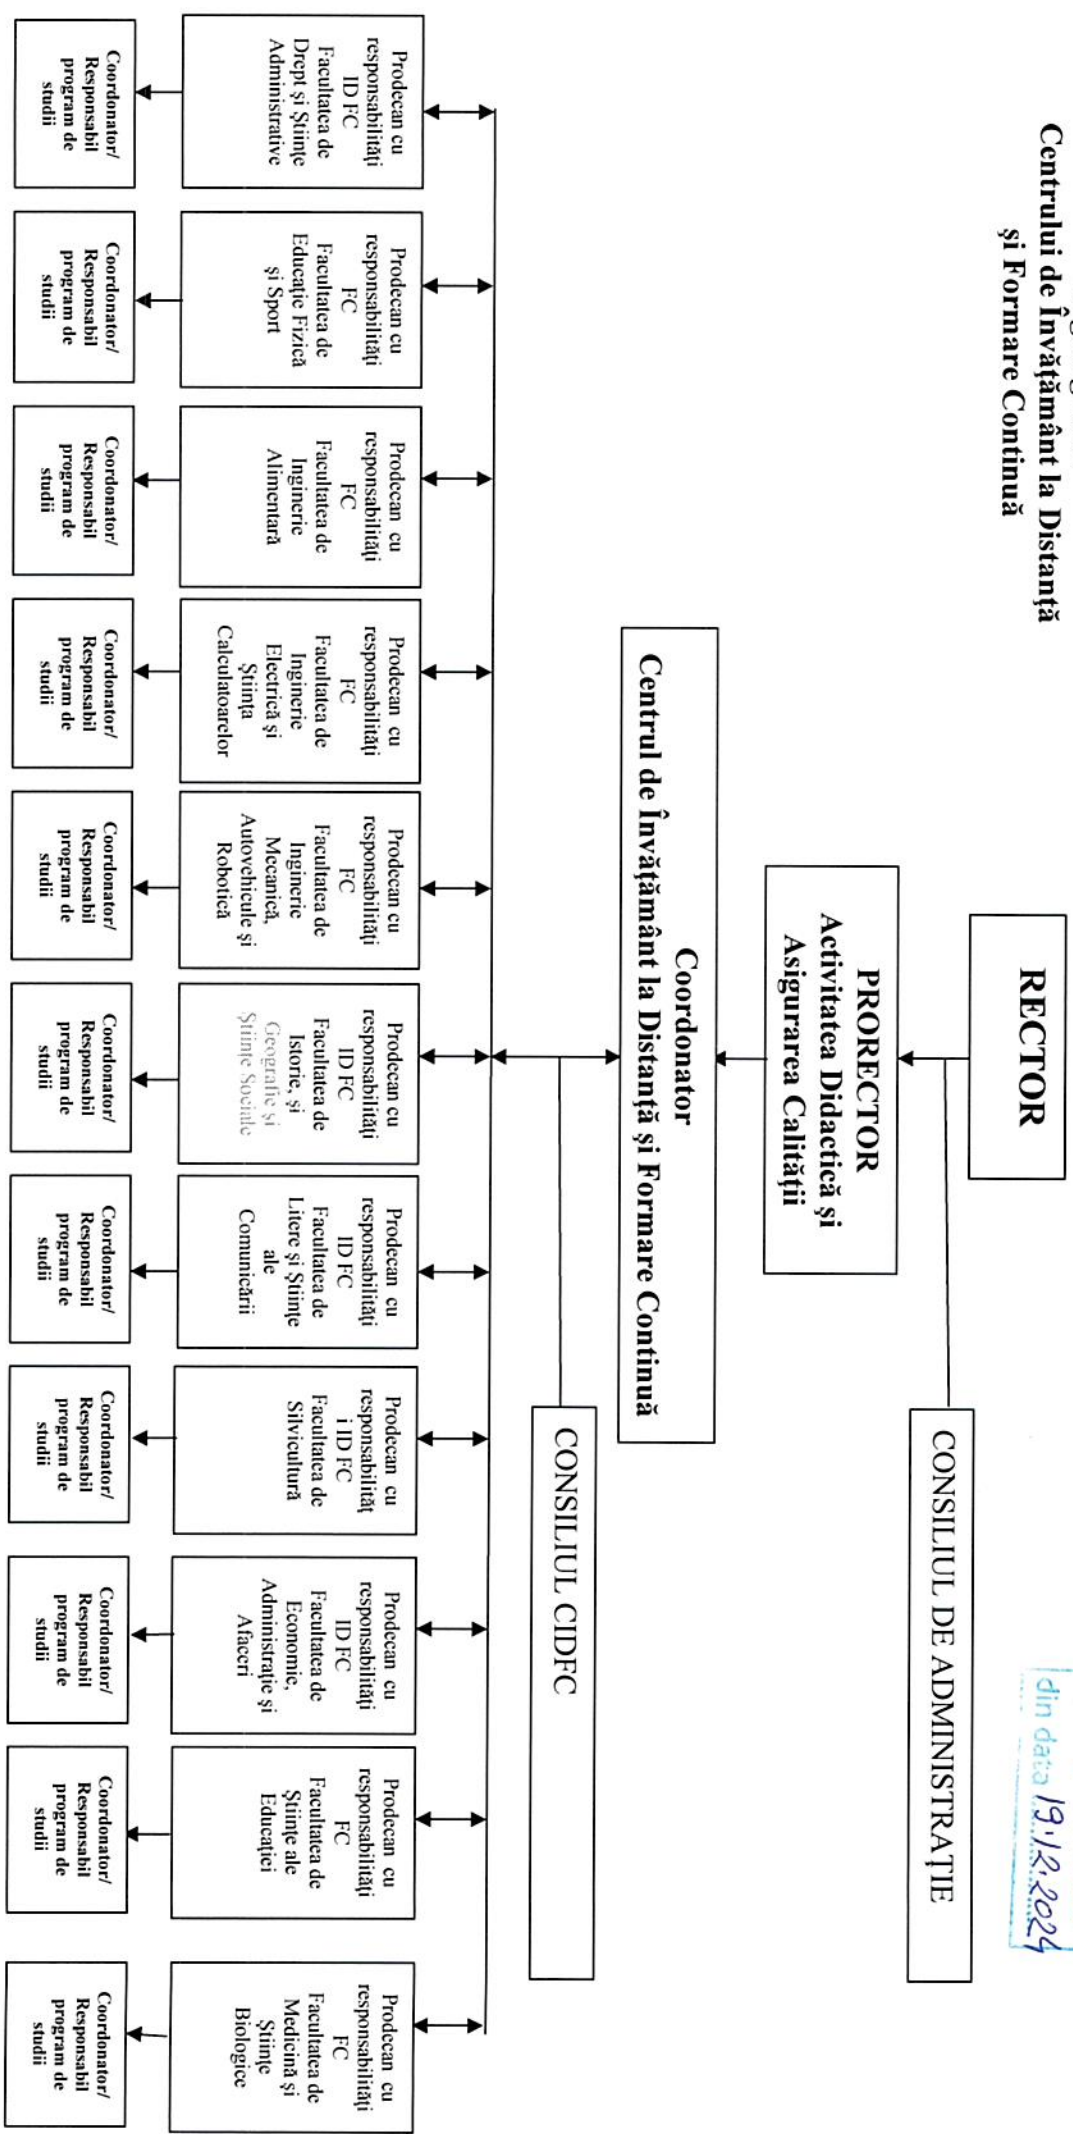 Centrului de Învățământ la Distanță
și Formare Continuă
din data 19.12.2024
RECTOR
CONSILIUL DE ADMINISTRAȚIE
PRORECTOR
Activitatea Didactică și
Asigurarea Calității
Coordonator
Centrul de Învățământ la Distanță și Formare Continuă
CONSILIUL CIDFC
Prodecan cu
responsabilități
ID FC
Facultatea de
Drept și Științe
Administrative
Prodecan cu
responsabilități
FC
Facultatea de
Educație Fizică
și Sport
Prodecan cu
responsabilități
FC
Facultatea de
Inginerie
Alimentară
Prodecan cu
responsabilități
FC
Facultatea de
Inginerie
Electrică și
Știința
Calculatoarelor
Prodecan cu
responsabilități
FC
Facultatea de
Inginerie
Mecanică,
Autovehicule și
Robotică
Prodecan cu
responsabilități
ID FC
Facultatea de
Istorie, și
Geografie și
Științe Sociale
Prodecan cu
responsabilități
ID FC
Facultatea de
Litere și Științe
ale
Comunicării
Prodecan cu
responsabilităț
i ID FC
Facultatea de
Silvicultură
Prodecan cu
responsabilități
ID FC
Facultatea de
Economie,
Administrație și
Afaceri
Prodecan cu
responsabilități
FC
Facultatea de
Științe ale
Educației
Prodecan cu
responsabilități
FC
Facultatea de
Medicină și
Științe
Biologice
Coordonator/
Responsabil
program de
studii
Coordonator/
Responsabil
program de
studii
Coordonator/
Responsabil
program de
studii
Coordonator/
Responsabil
program de
studii
Coordonator/
Responsabil
program de
studii
Coordonator/
Responsabil
program de
studii
Coordonator/
Responsabil
program de
studii
Coordonator/
Responsabil
program de
studii
Coordonator/
Responsabil
program de
studii
Coordonator/
Responsabil
program de
studii
Coordonator/
Responsabil
program de
studii